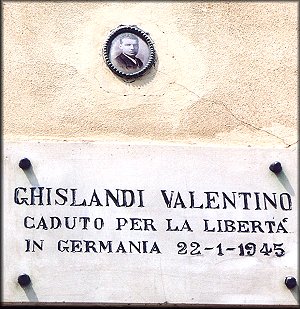 GHISLANDI VALENTINO
CADUTO PER LA LIBERTÀ
IN GERMANIA 22-1-1945